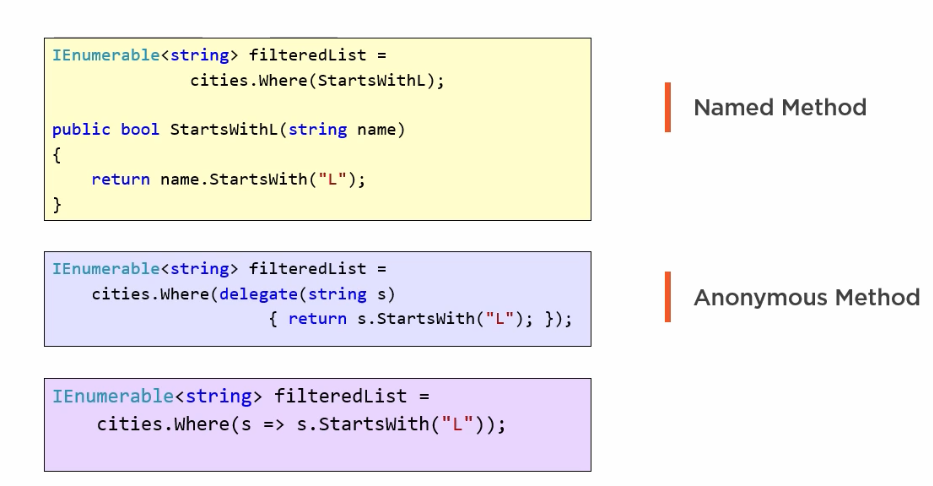 IEnumerable<string> filteredList =
cities.Where(StartsWithL);
public bool StartsWithL(string name)
{
return name.StartsWith("L");
}
Named Method
IEnumerable<string> filteredList =
cities.Where(delegate(string s)
{ return s.StartsWith("L"); });
Anonymous Method
IEnumerable<string> filteredList =
cities.Where(s => s.StartsWith("L"));